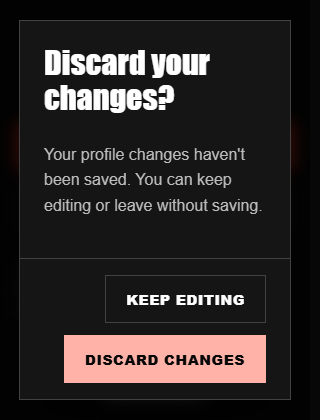 Discard your
changes?
Your profile changes haven't
been saved. You can keep
editing or leave without saving.
KEEP EDITING
DISCARD CHANGES